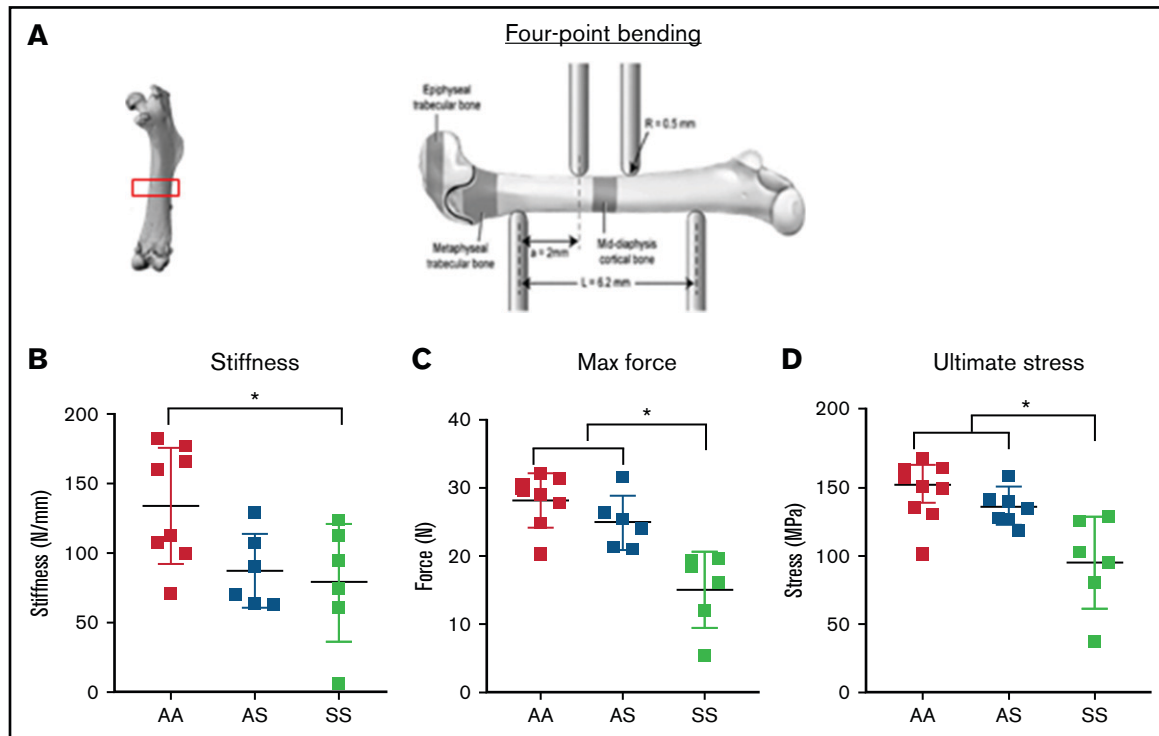 A
Four-point bending
Epiphyseal
trabecular bone
R = 0.5 mm
Metaphyseal
trabecular bone
a = 2mm
Mid-diaphysis
cortical bone
L = 6.2 mm
B
Stiffness
*
Stiffness (N/mm)
200
150
100
50
0
AA
AS
SS
C
Max force
*
Force (N)
40
30
20
10
0
AA
AS
SS
D
Ultimate stress
*
Stress (MPa)
200
150
100
50
0
AA
AS
SS